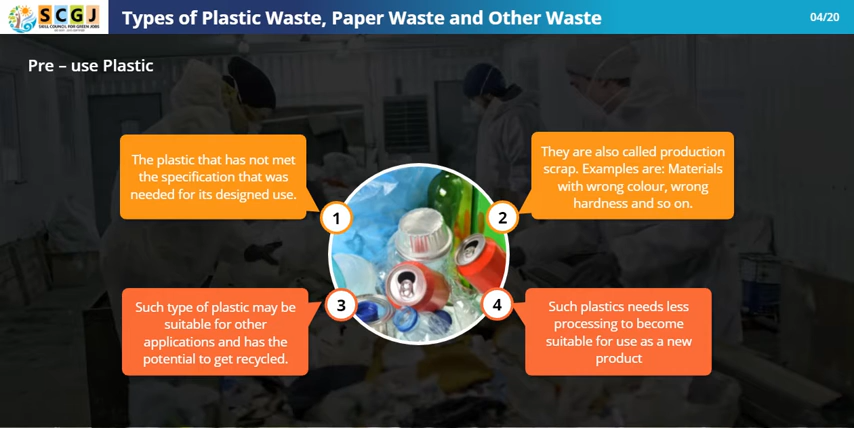 SCGJ
SKILL COUNCIL FOR GREEN JOBS
Types of Plastic Waste, Paper Waste and Other Waste
04/20
Pre – use Plastic
The plastic that has not met
the specification that was
needed for its designed use.
1
They are also called production
scrap. Examples are: Materials
with wrong colour, wrong
hardness and so on.
2
Such type of plastic may be
suitable for other
applications and has the
potential to get recycled.
3
Such plastics needs less
processing to become
suitable for use as a new
product
4